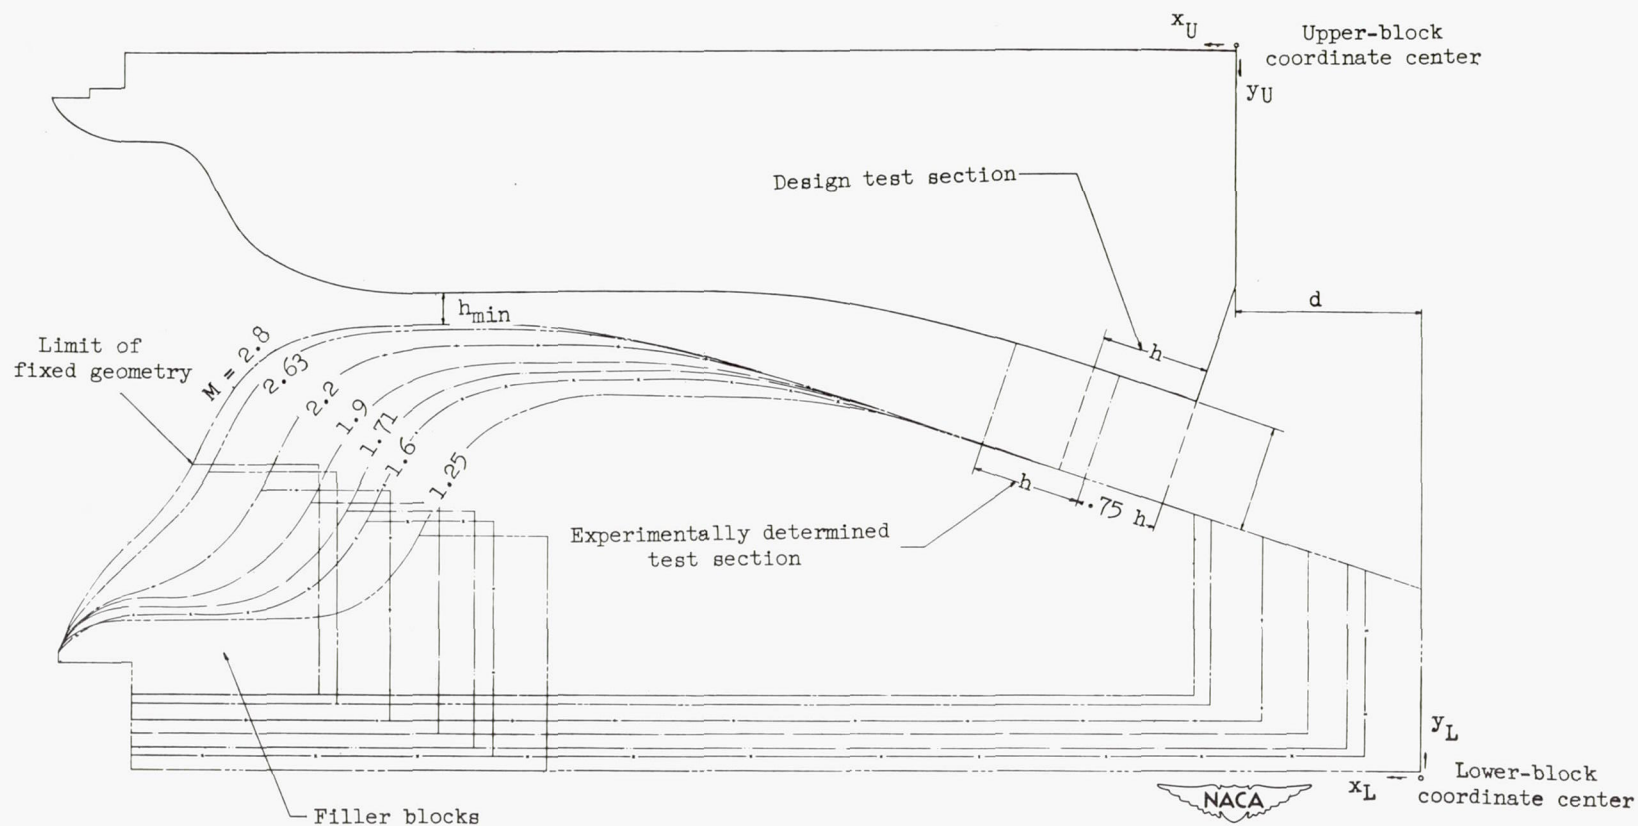 x_U
Upper-block
coordinate center
y_U
Design test section
d
h_min
h
Limit of
fixed geometry
M = 2.8
2.63
2.2
1.9
1.71
1.6
1.25
h
.75 h
Experimentally determined
test section
y_L
x_L
Lower-block
coordinate center
NACA
Filler blocks